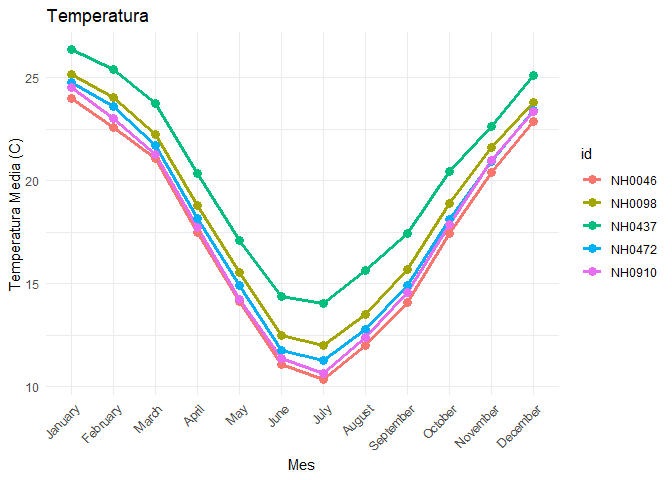 Temperatura
Temperatura Media (C)
25
20
15
10
January
February
March
April
May
June
July
August
September
October
November
December
Mes
id
NH0046
NH0098
NH0437
NH0472
NH0910